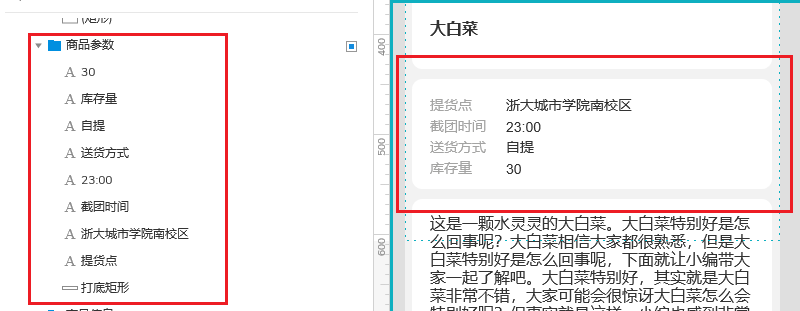 (矩形)
商品参数
30
库存量
自提
送货方式
23:00
截团时间
浙大城市学院南校区
提货点
打底矩形
400
500
600
大白菜
提货点 浙大城市学院南校区
截团时间 23:00
送货方式 自提
库存量 30
这是一颗水灵灵的大白菜。大白菜特别好是怎
么回事呢？大白菜相信大家都很熟悉，但是大
白菜特别好是怎么回事呢，下面就让小编带大
家一起了解吧。大白菜特别好，其实就是大白
菜非常不错，大家可能会很惊讶大白菜怎么会